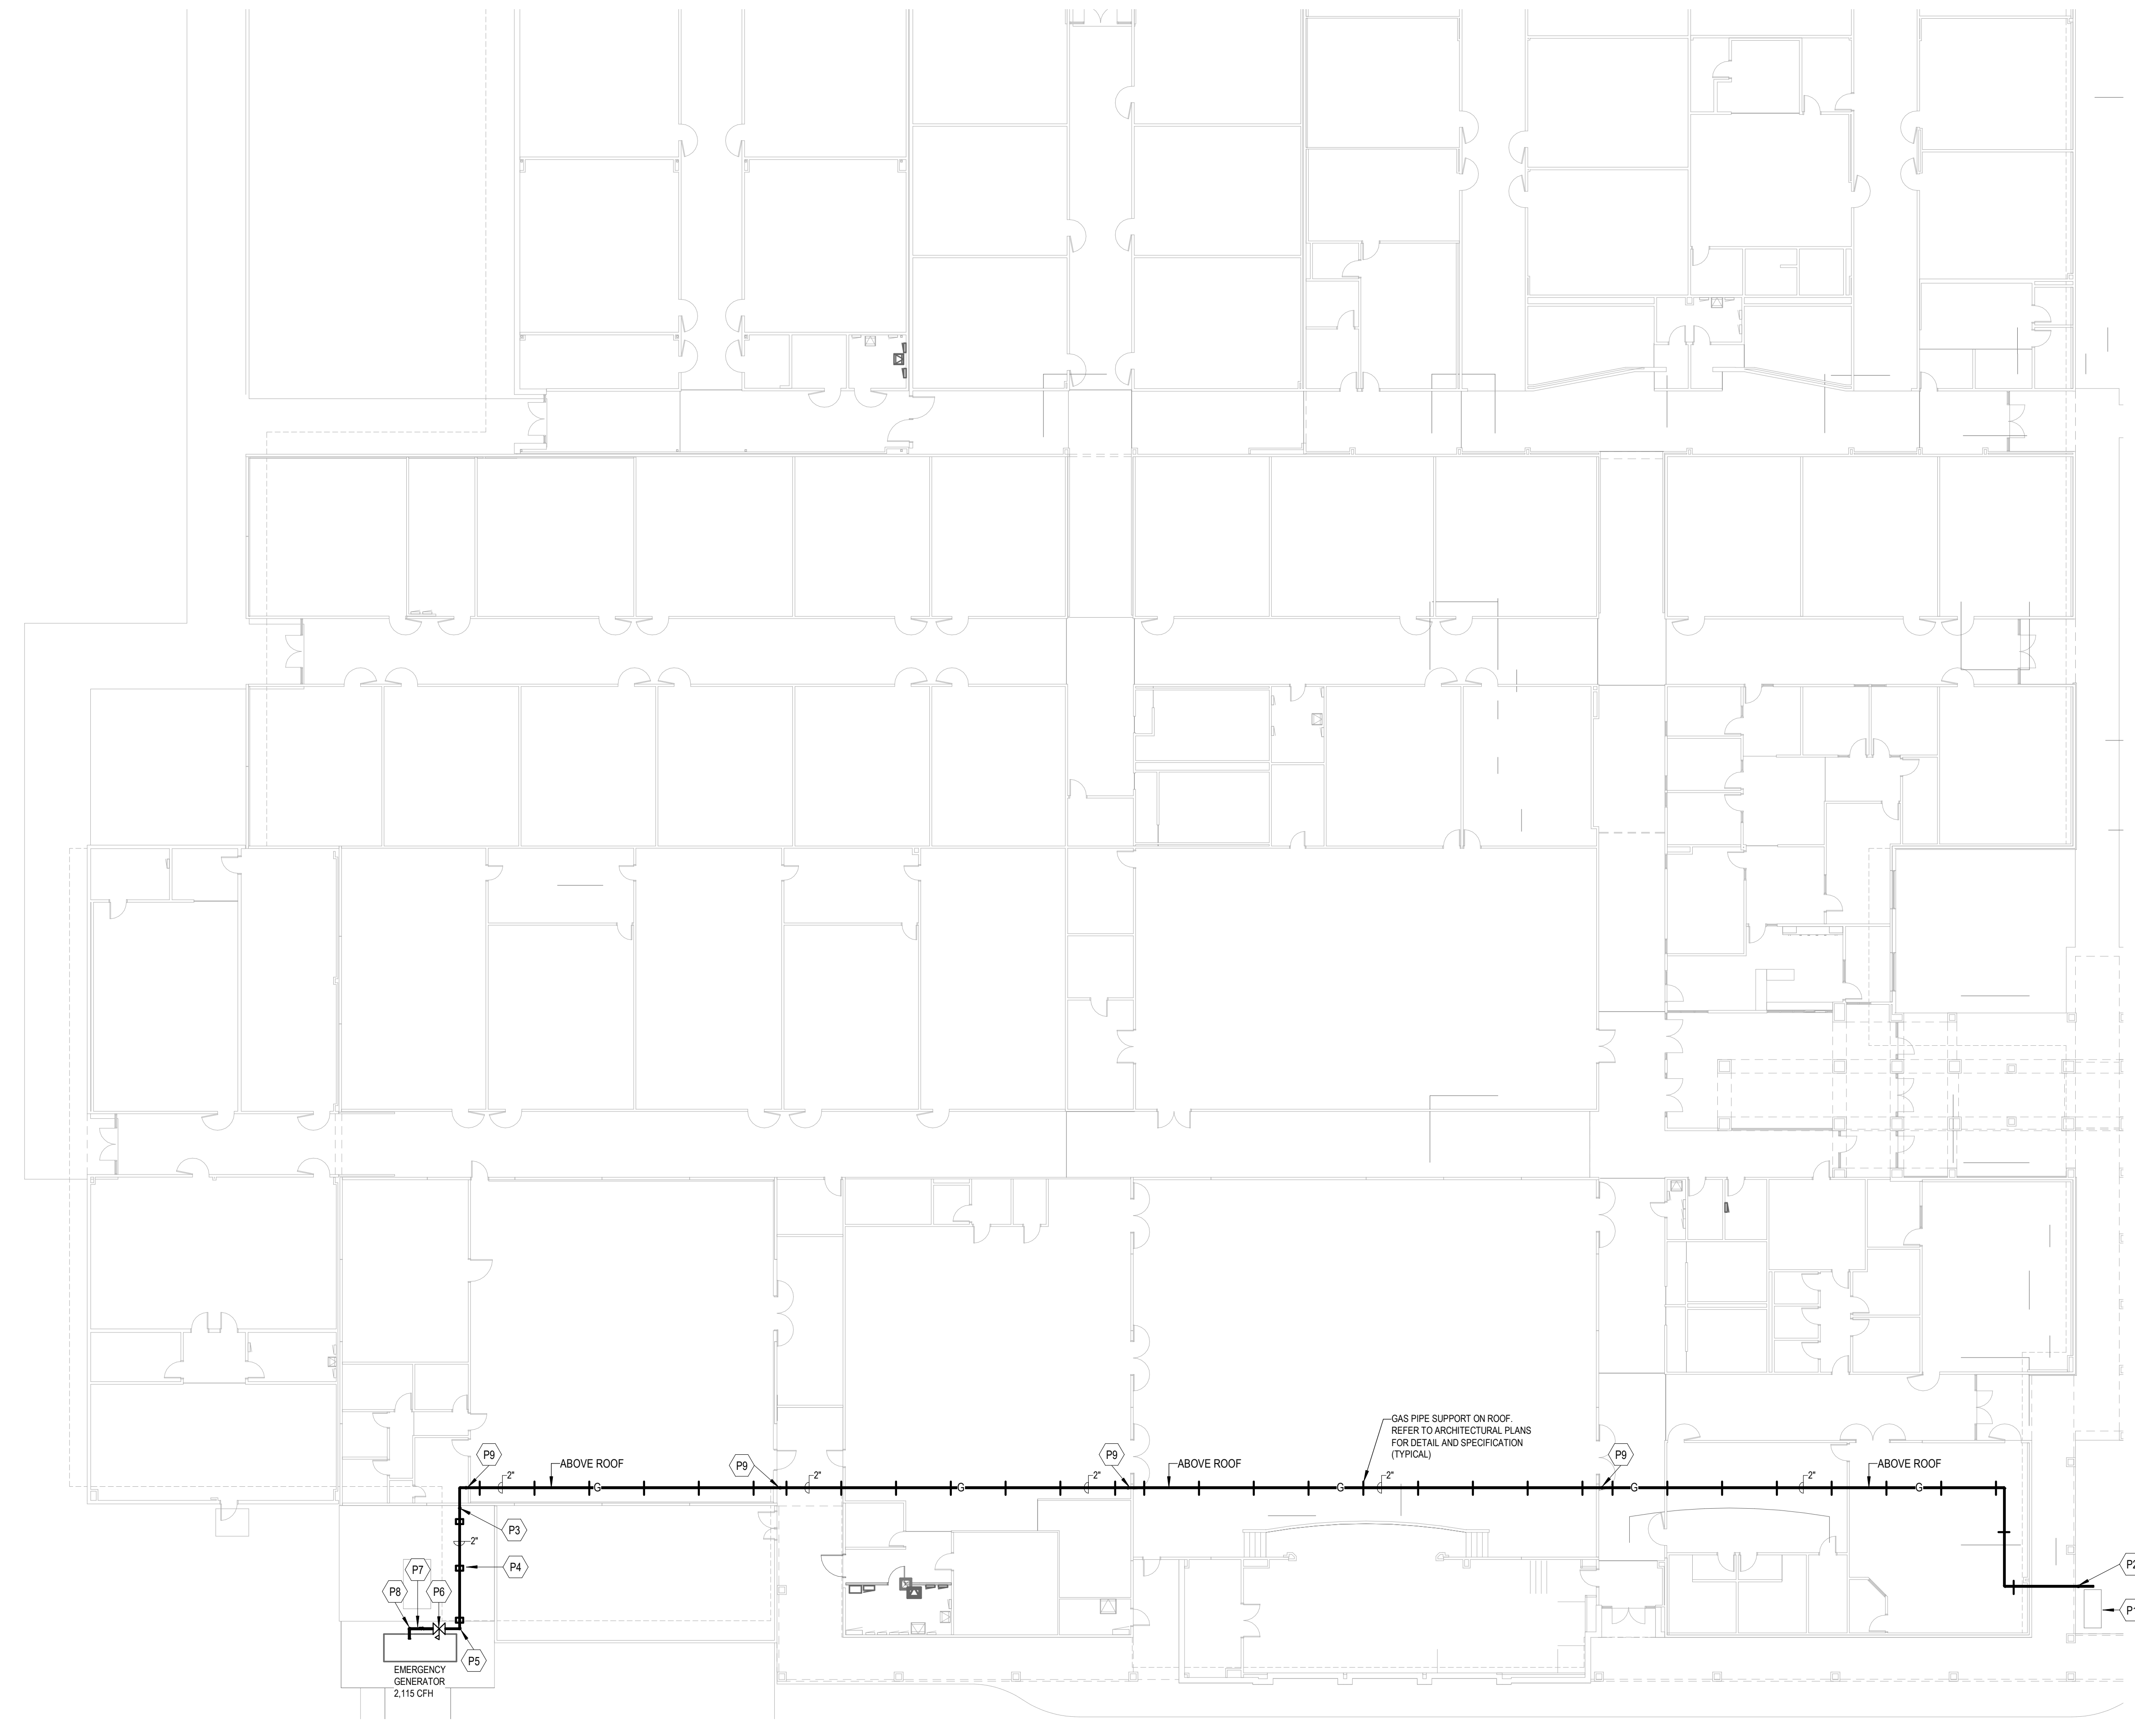 GAS PIPE SUPPORT ON ROOF.
REFER TO ARCHITECTURAL PLANS
FOR DETAIL AND SPECIFICATION
(TYPICAL)
P9
ABOVE ROOF
P9
P9
ABOVE ROOF
P9
ABOVE ROOF
2"
G
2"
G
2"
G
2"
G
2"
G
P3
2"
P4
P7
P8
P6
P5
P2
P1
EMERGENCY
GENERATOR
2,115 CFH